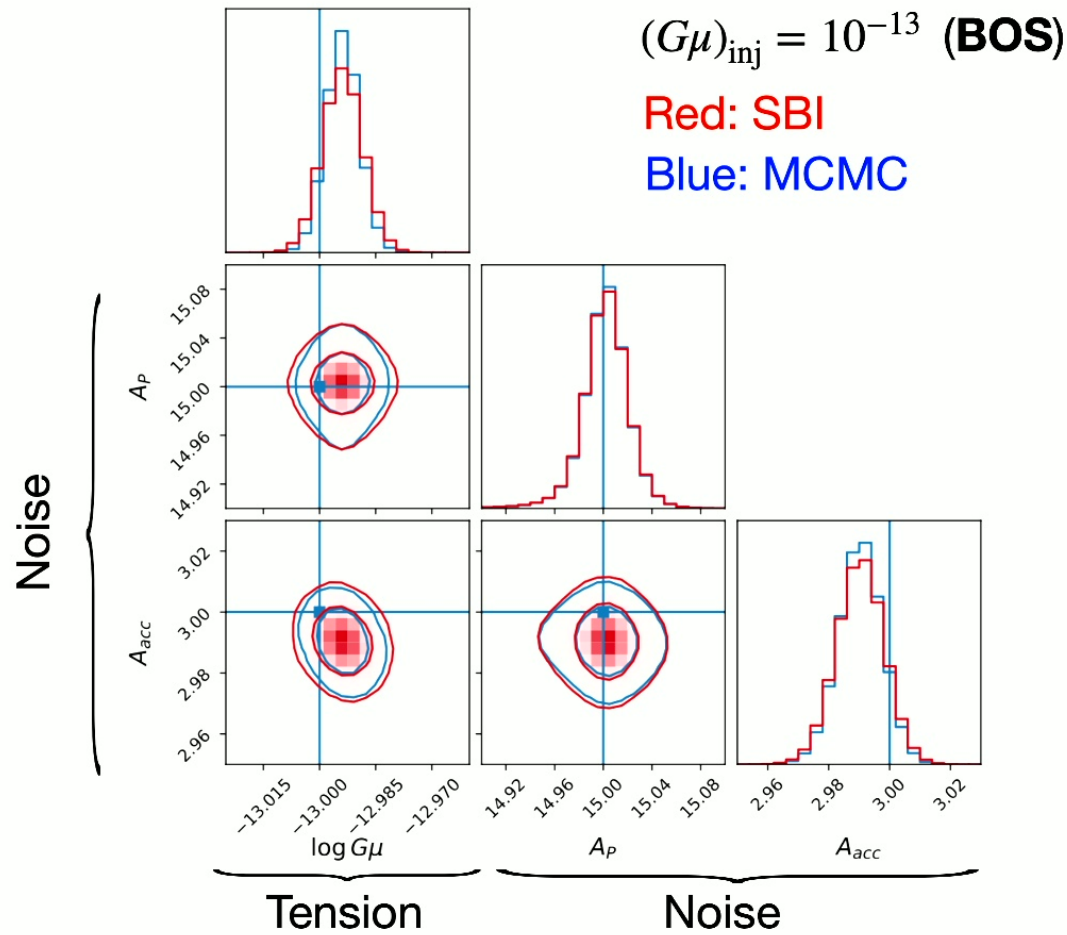 (Gμ)inj = 10−13 (BOS)
Red: SBI
Blue: MCMC
Noise
AP
15.08
15.04
15.00
14.96
14.92
Aacc
3.02
3.00
2.98
2.96
−13.015 −13.000 −12.985 −12.970
14.92 14.96 15.00 15.04 15.08
2.96 2.98 3.00 3.02
log Gμ
AP
Aacc
Tension
Noise